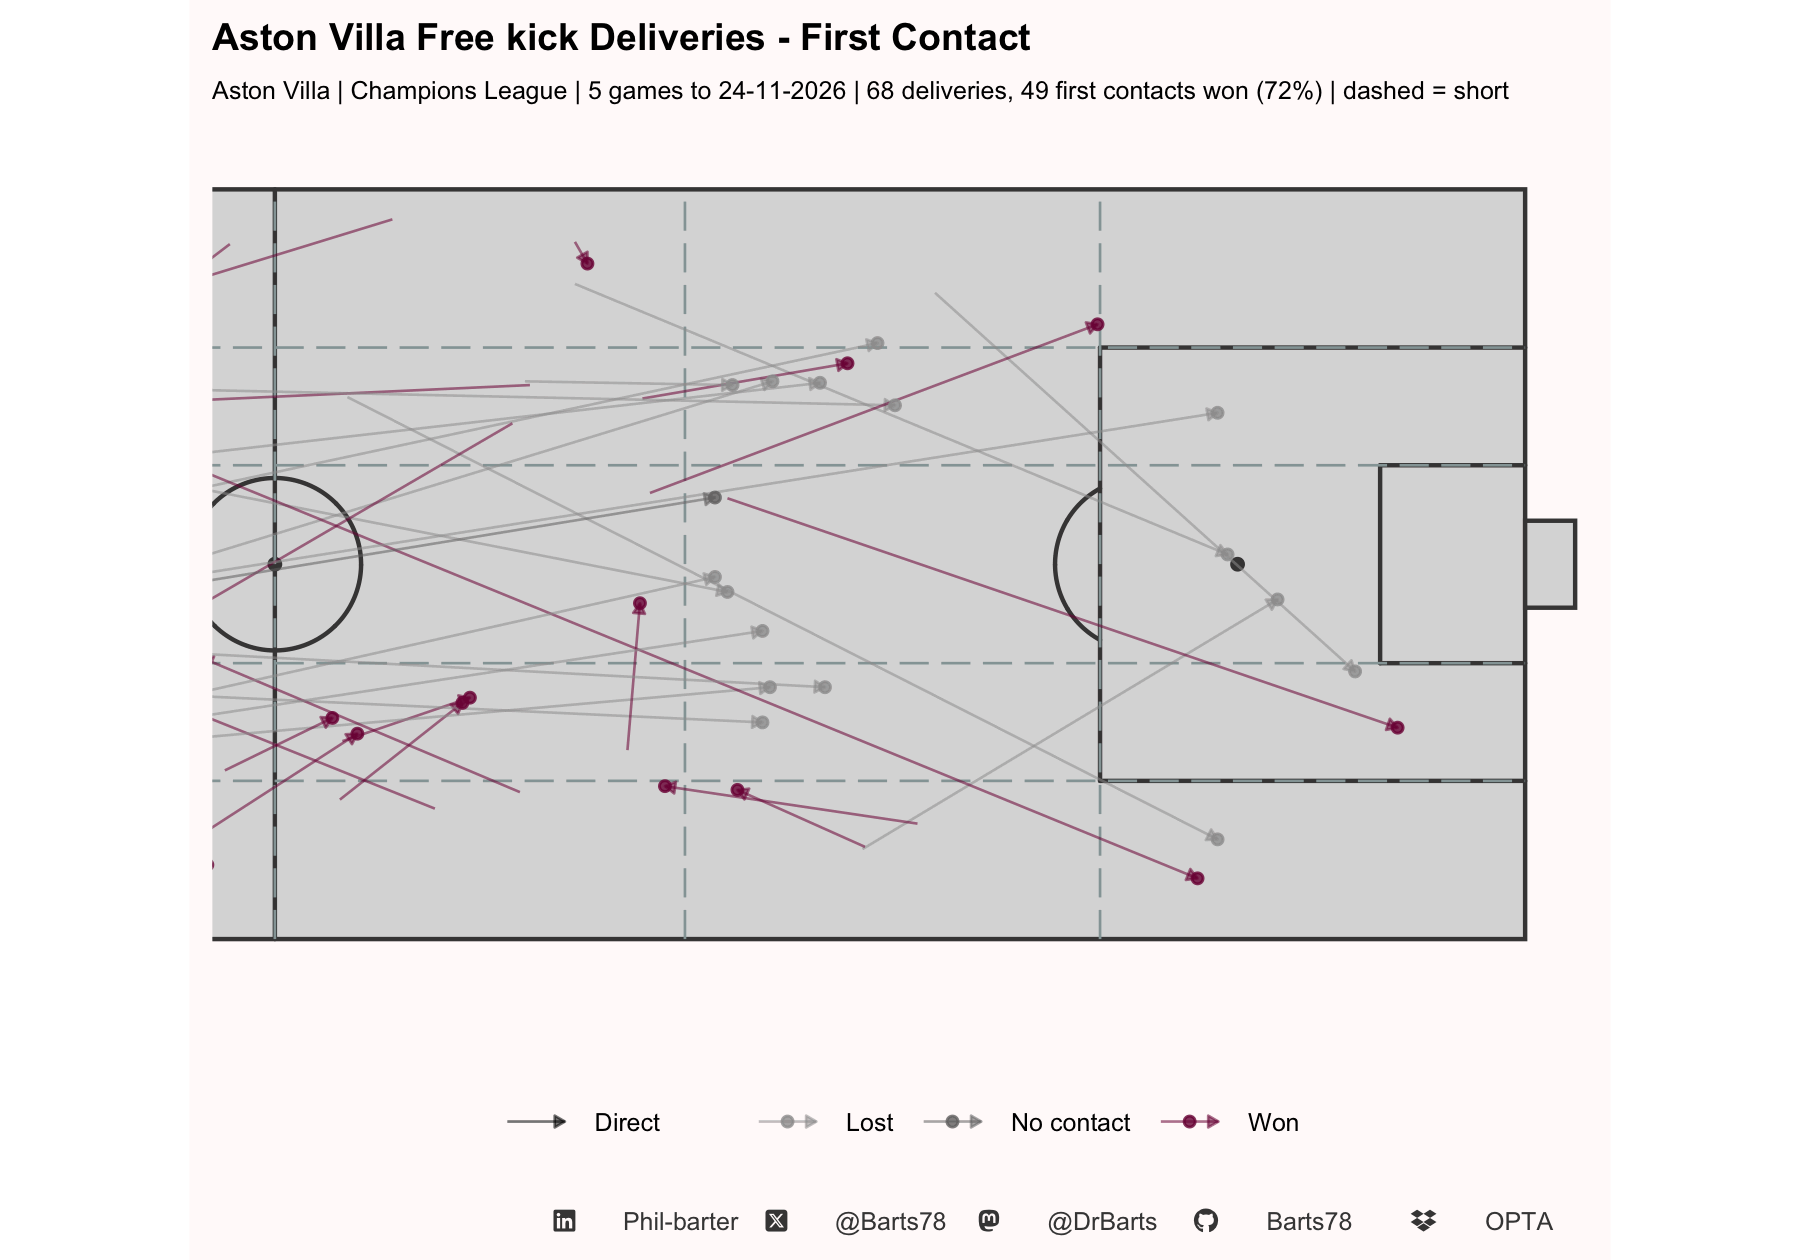 Aston Villa Free kick Deliveries - First Contact
Aston Villa | Champions League | 5 games to 24-11-2026 | 68 deliveries, 49 first contacts won (72%) | dashed = short
Direct Lost No contact Won
Phil-barter @Barts78 @DrBarts Barts78 OPTA